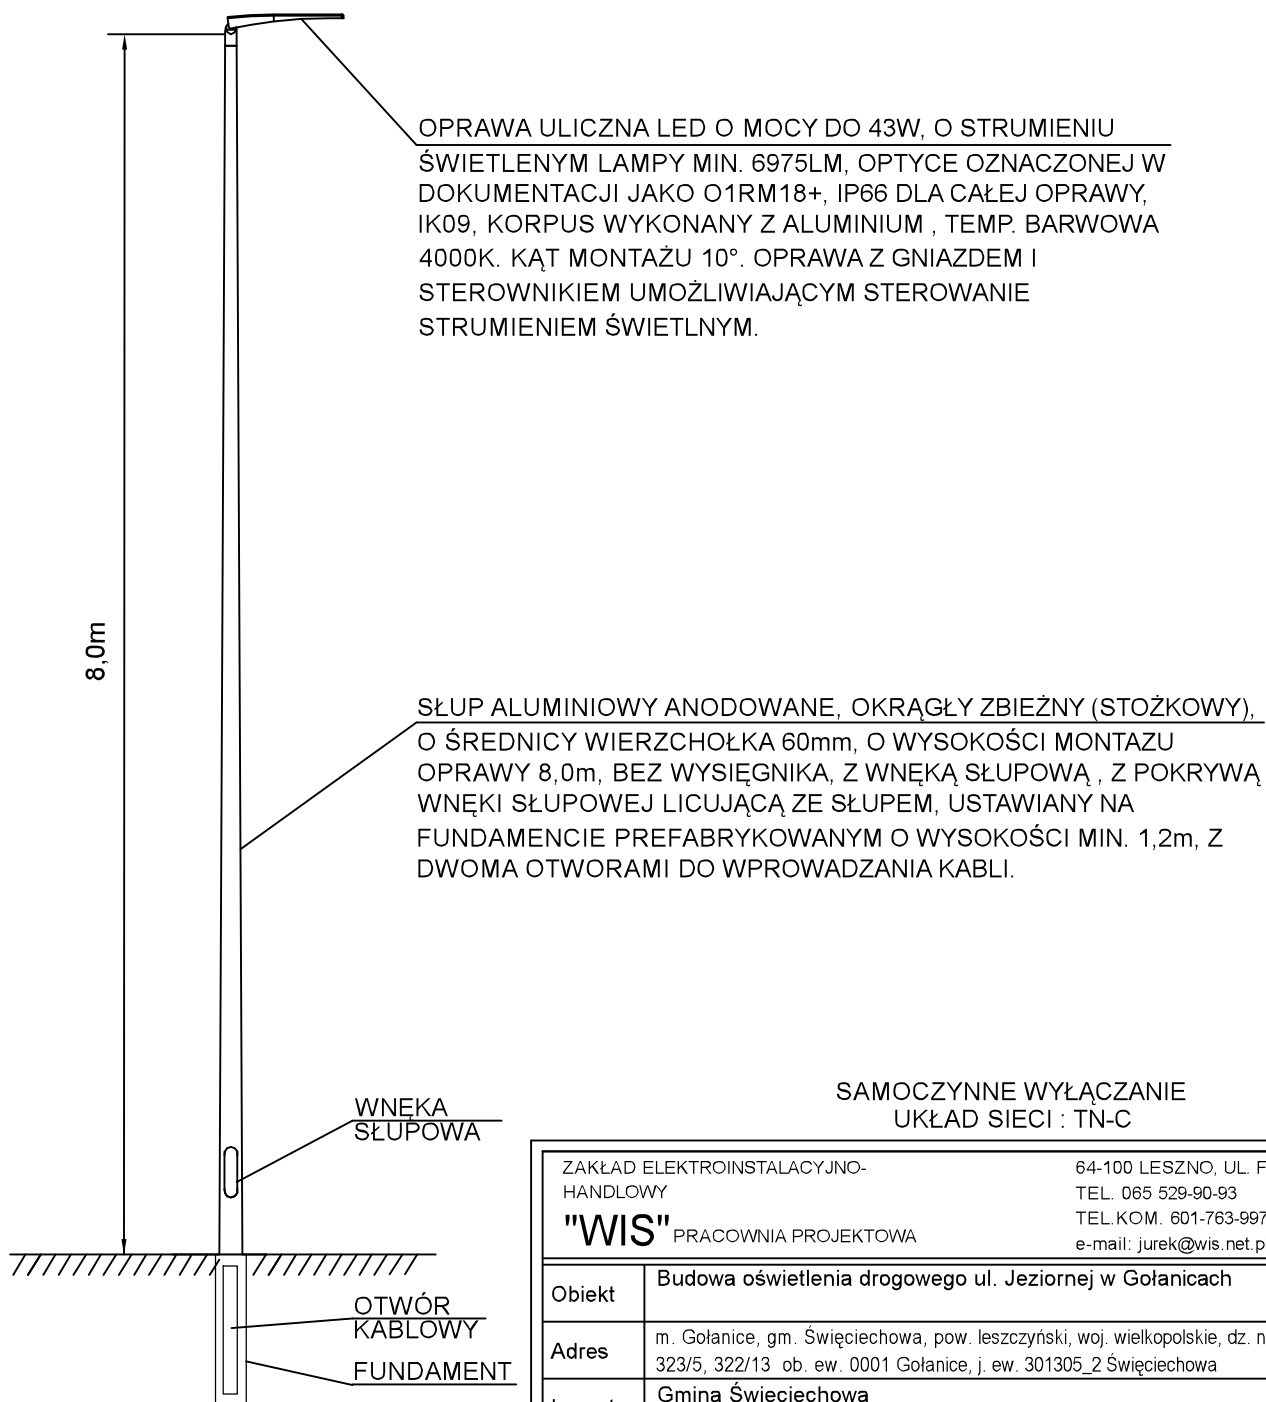 OPRAWA ULICZNA LED O MOCY DO 43W, O STRUMIENIU
ŚWIETLENYM LAMPY MIN. 6975LM, OPTYCE OZNACZONEJ W
DOKUMENTACJI JAKO O1RM18+, IP66 DLA CAŁEJ OPRAWY,
IK09, KORPUS WYKONANY Z ALUMINIUM , TEMP. BARWOWA
4000K. KĄT MONTAŻU 10°. OPRAWA Z GNIAZDEM I
STEROWNIKIEM UMOŻLIWIAJĄCYM STEROWANIE
STRUMIENIEM ŚWIETLNYM.
8,0m
SŁUP ALUMINIOWY ANODOWANE, OKRĄGŁY ZBIEŻNY (STOŻKOWY),
O ŚREDNICY WIERZCHOŁKA 60mm, O WYSOKOŚCI MONTAZU
OPRAWY 8,0m, BEZ WYSIĘGNIKA, Z WNĘKĄ SŁUPOWĄ , Z POKRYWĄ
WNĘKI SŁUPOWEJ LICUJĄCĄ ZE SŁUPEM, USTAWIANY NA
FUNDAMENCIE PREFABRYKOWANYM O WYSOKOŚCI MIN. 1,2m, Z
DWOMA OTWORAMI DO WPROWADZANIA KABLI.
WNĘKA
SŁUPOWA
SAMOCZYNNE WYŁĄCZANIE
UKŁAD SIECI : TN-C
ZAKŁAD ELEKTROINSTALACYJNO-
HANDLOWY
"WIS" PRACOWNIA PROJEKTOWA
64-100 LESZNO, UL. F
TEL. 065 529-90-93
TEL.KOM. 601-763-997
e-mail: jurek@wis.net.p
Obiekt
Budowa oświetlenia drogowego ul. Jeziornej w Gołanicach
Adres
m. Gołanice, gm. Święciechowa, pow. leszczyński, woj. wielkopolskie, dz. n
323/5, 322/13 ob. ew. 0001 Gołanice, j. ew. 301305_2 Święciechowa
Gmina Święciechowa
OTWÓR
KABLOWY
FUNDAMENT